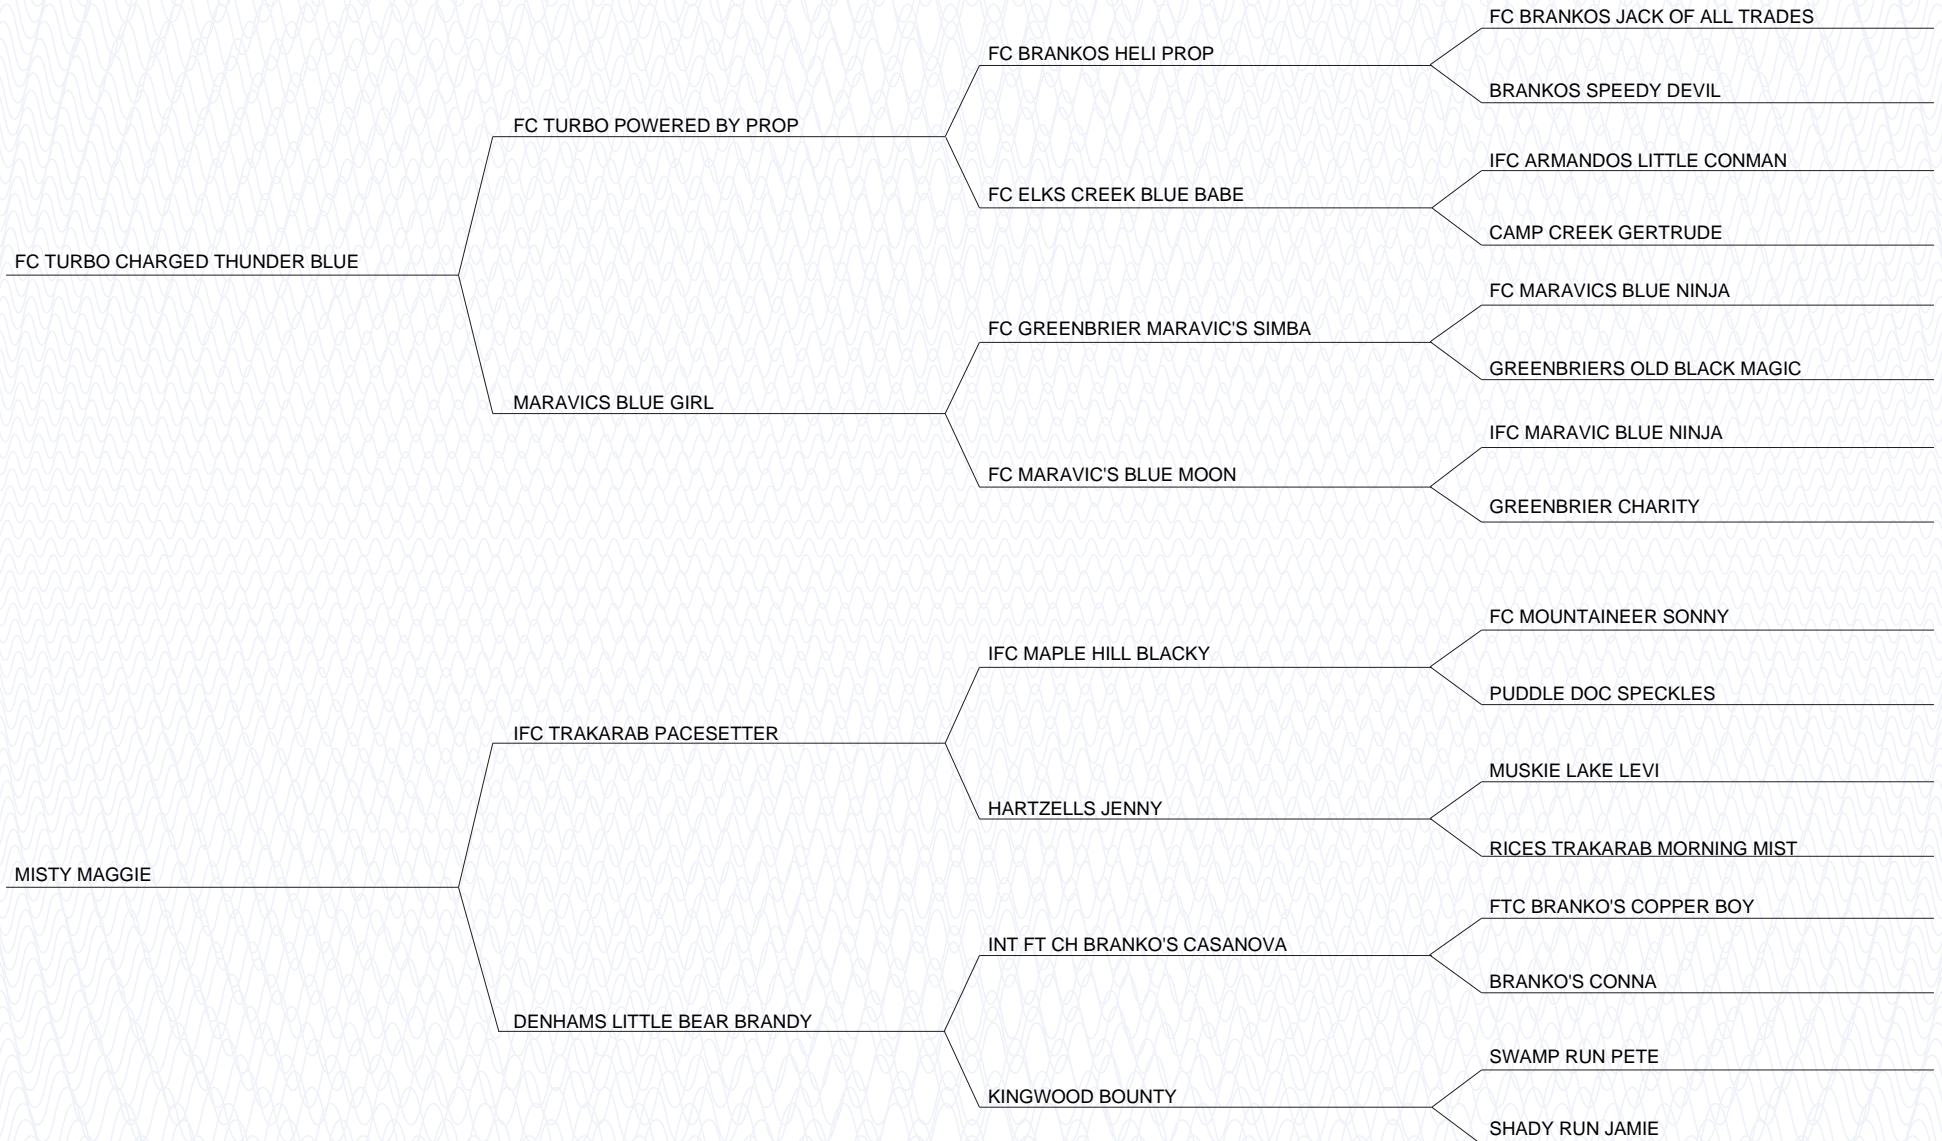 FC BRANKOS JACK OF ALL TRADES
FC BRANKOS HELI PROP
BRANKOS SPEEDY DEVIL
FC TURBO POWERED BY PROP
IFC ARMANDOS LITTLE CONMAN
FC ELKS CREEK BLUE BABE
CAMP CREEK GERTRUDE
FC TURBO CHARGED THUNDER BLUE
FC MARAVICS BLUE NINJA
FC GREENBRIER MARAVIC'S SIMBA
GREENBRIERS OLD BLACK MAGIC
MARAVICS BLUE GIRL
IFC MARAVIC BLUE NINJA
FC MARAVIC'S BLUE MOON
GREENBRIER CHARITY
FC MOUNTAINEER SONNY
IFC MAPLE HILL BLACKY
PUDDLE DOC SPECKLES
IFC TRAKARAB PACESETTER
MUSKIE LAKE LEVI
HARTZELLS JENNY
RICES TRAKARAB MORNING MIST
MISTY MAGGIE
FTC BRANKO'S COPPER BOY
INT FT CH BRANKO'S CASANOVA
BRANKO'S CONNA
DENHAMS LITTLE BEAR BRANDY
SWAMP RUN PETE
KINGWOOD BOUNTY
SHADY RUN JAMIE